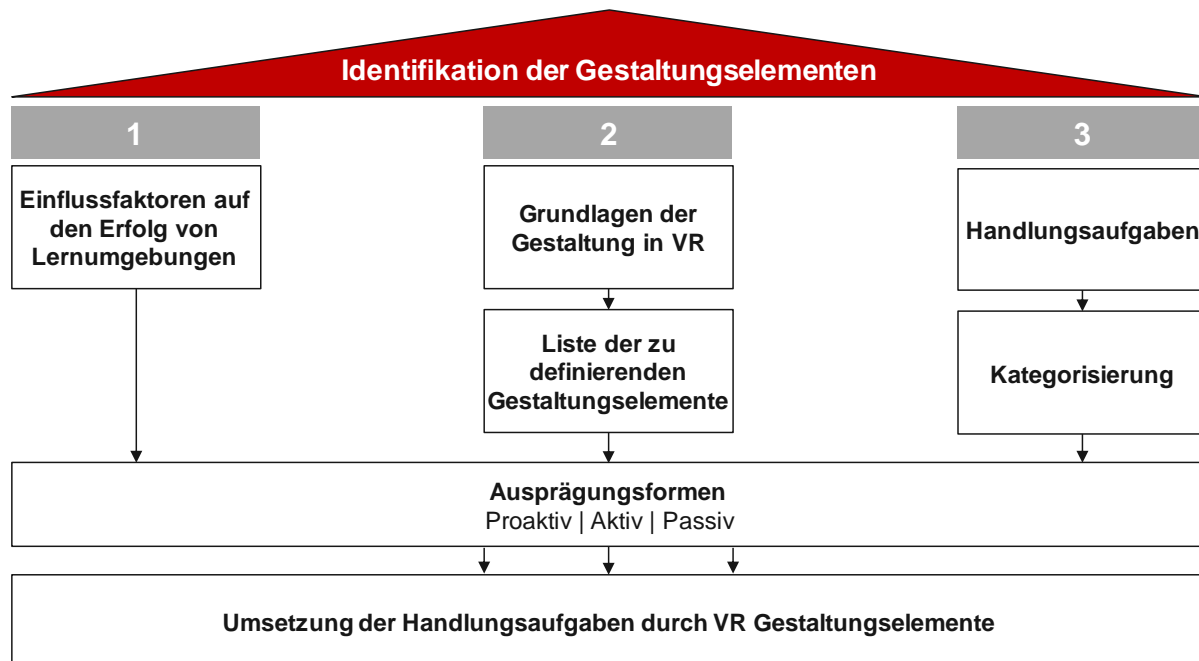 Identifikation der Gestaltungselementen
1
2
3
Einflussfaktoren auf
den Erfolg von
Lernumgebungen
Grundlagen der
Gestaltung in VR
Handlungsaufgaben
Liste der zu
definierenden
Gestaltungselemente
Kategorisierung
Ausprägungsformen
Proaktiv | Aktiv | Passiv
Umsetzung der Handlungsaufgaben durch VR Gestaltungselemente